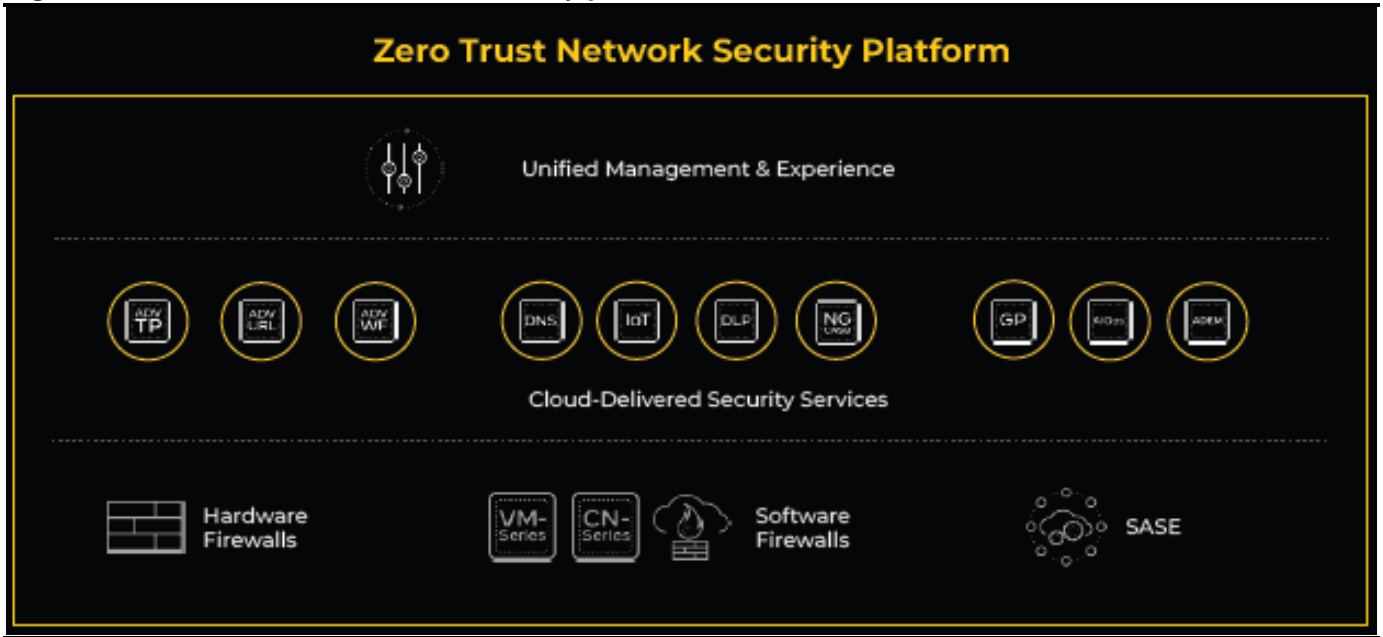 Zero Trust Network Security Platform
Unified Management & Experience
ADV
TP
ADV
URL
ADV
WF
DNS
IoT
DLP
NG
CASB
GP
AIOps
ADEM
Cloud-Delivered Security Services
Hardware
Firewalls
VM-
Series
CN-
Series
Software
Firewalls
SASE